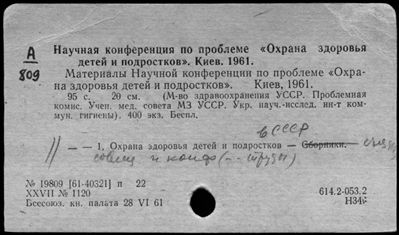 А
809
Научная конференция по проблеме «Охрана здоровья
детей и подростков». Киев. 1961.
Материалы Научной конференции по проблеме «Охра-
на здоровья детей и подростков». Киев, 1961.
95 с. 20 см. (М-во здравоохранения УССР. Проблемная
комис. Учен. мед. совета МЗ УССР. Укр. науч.-исслед. ин-т ком-
мун. гигиены). 400 экз. Беспл.
в СССР
— — 1. Охрана здоровья детей и подростков — Сборники.
№ 19809 [61-40321] п 22
XXVII № 1120
Всесоюз. кн. палата 28 VI 61
614.2-053.2
Н34